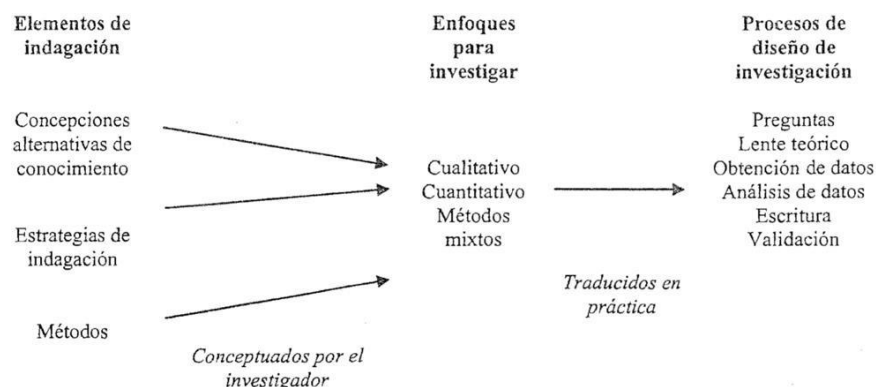 Elementos de
indagación
Enfoques
para
investigar
Procesos de
diseño de
investigación
Concepciones
alternativas de
conocimiento
Estrategias de
indagación
Métodos
Conceptuados por el
investigador
Cualitativo
Cuantitativo
Métodos
mixtos
Traducidos en
práctica
Preguntas
Lente teórico
Obtención de datos
Análisis de datos
Escritura
Validación